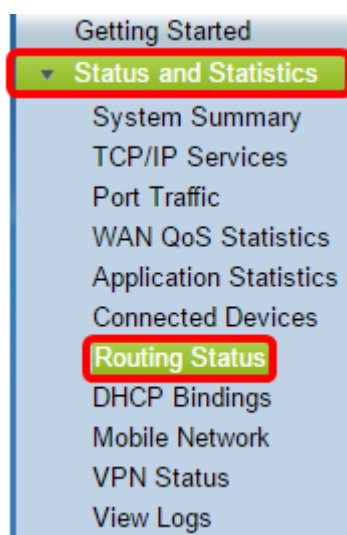 Getting Started
Status and Statistics
System Summary
TCP/IP Services
Port Traffic
WAN QoS Statistics
Application Statistics
Connected Devices
Routing Status
DHCP Bindings
Mobile Network
VPN Status
View Logs